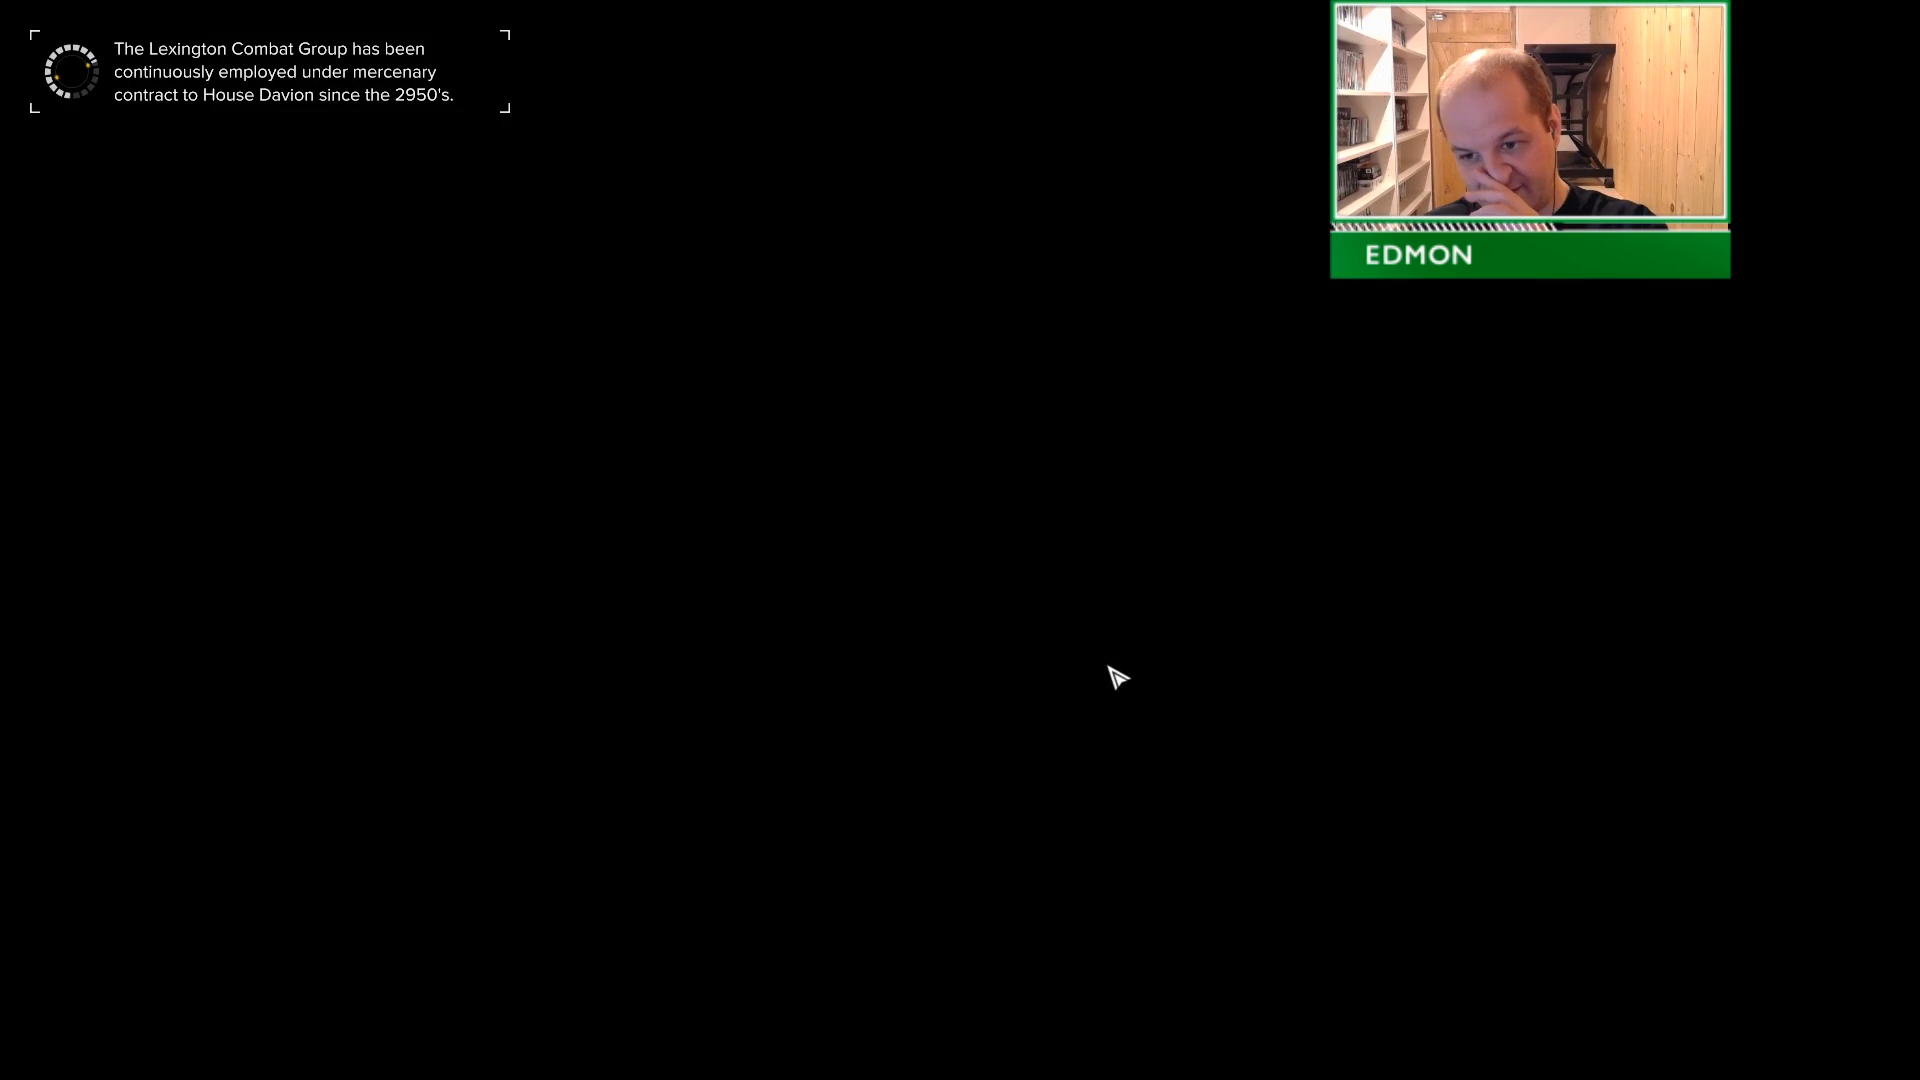 The Lexington Combat Group has been
continuously employed under mercenary
contract to House Davion since the 2950's.
EDMON